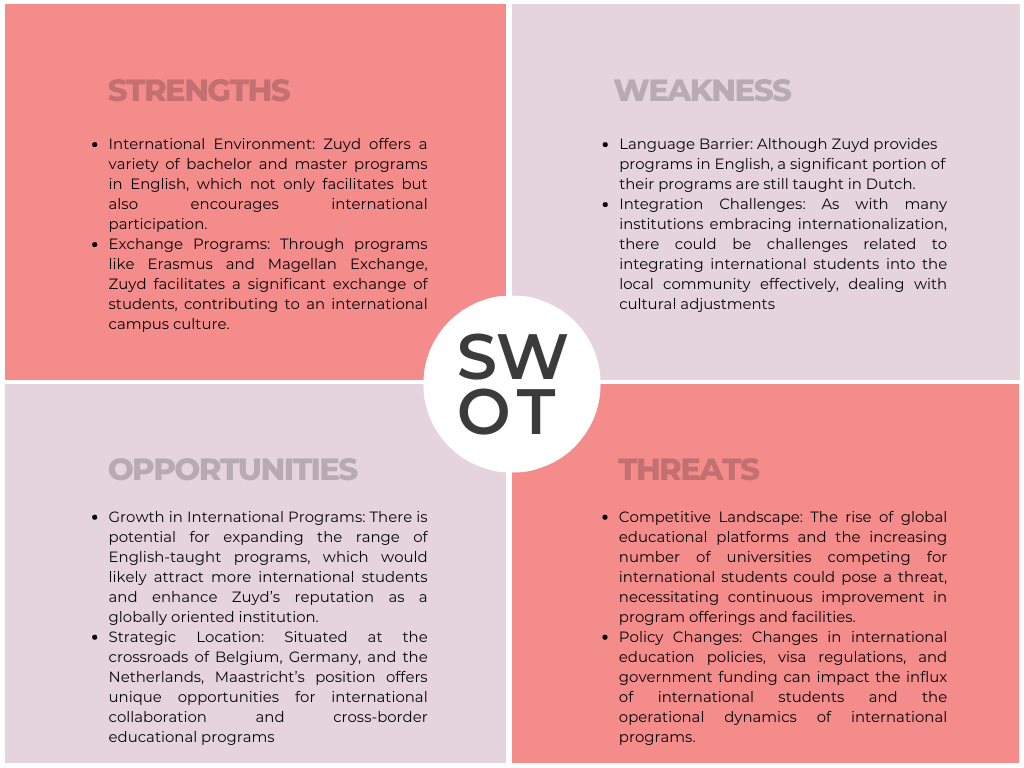 STRENGTHS
International Environment: Zuyd offers a
variety of bachelor and master programs
in English, which not only facilitates but
also encourages international
participation.
Exchange Programs: Through programs
like Erasmus and Magellan Exchange,
Zuyd facilitates a significant exchange of
students, contributing to an international
campus culture.
WEAKNESS
Language Barrier: Although Zuyd provides
programs in English, a significant portion of
their programs are still taught in Dutch.
Integration Challenges: As with many
institutions embracing internationalization,
there could be challenges related to
integrating international students into the
local community effectively, dealing with
cultural adjustments
SW
OT
OPPORTUNITIES
Growth in International Programs: There is
potential for expanding the range of
English-taught programs, which would
likely attract more international students
and enhance Zuyd’s reputation as a
globally oriented institution.
Strategic Location: Situated at the
crossroads of Belgium, Germany, and the
Netherlands, Maastricht’s position offers
unique opportunities for international
collaboration and cross-border
educational programs
THREATS
Competitive Landscape: The rise of global
educational platforms and the increasing
number of universities competing for
international students could pose a threat,
necessitating continuous improvement in
program offerings and facilities.
Policy Changes: Changes in international
education policies, visa regulations, and
government funding can impact the influx
of international students and the
operational dynamics of international
programs.